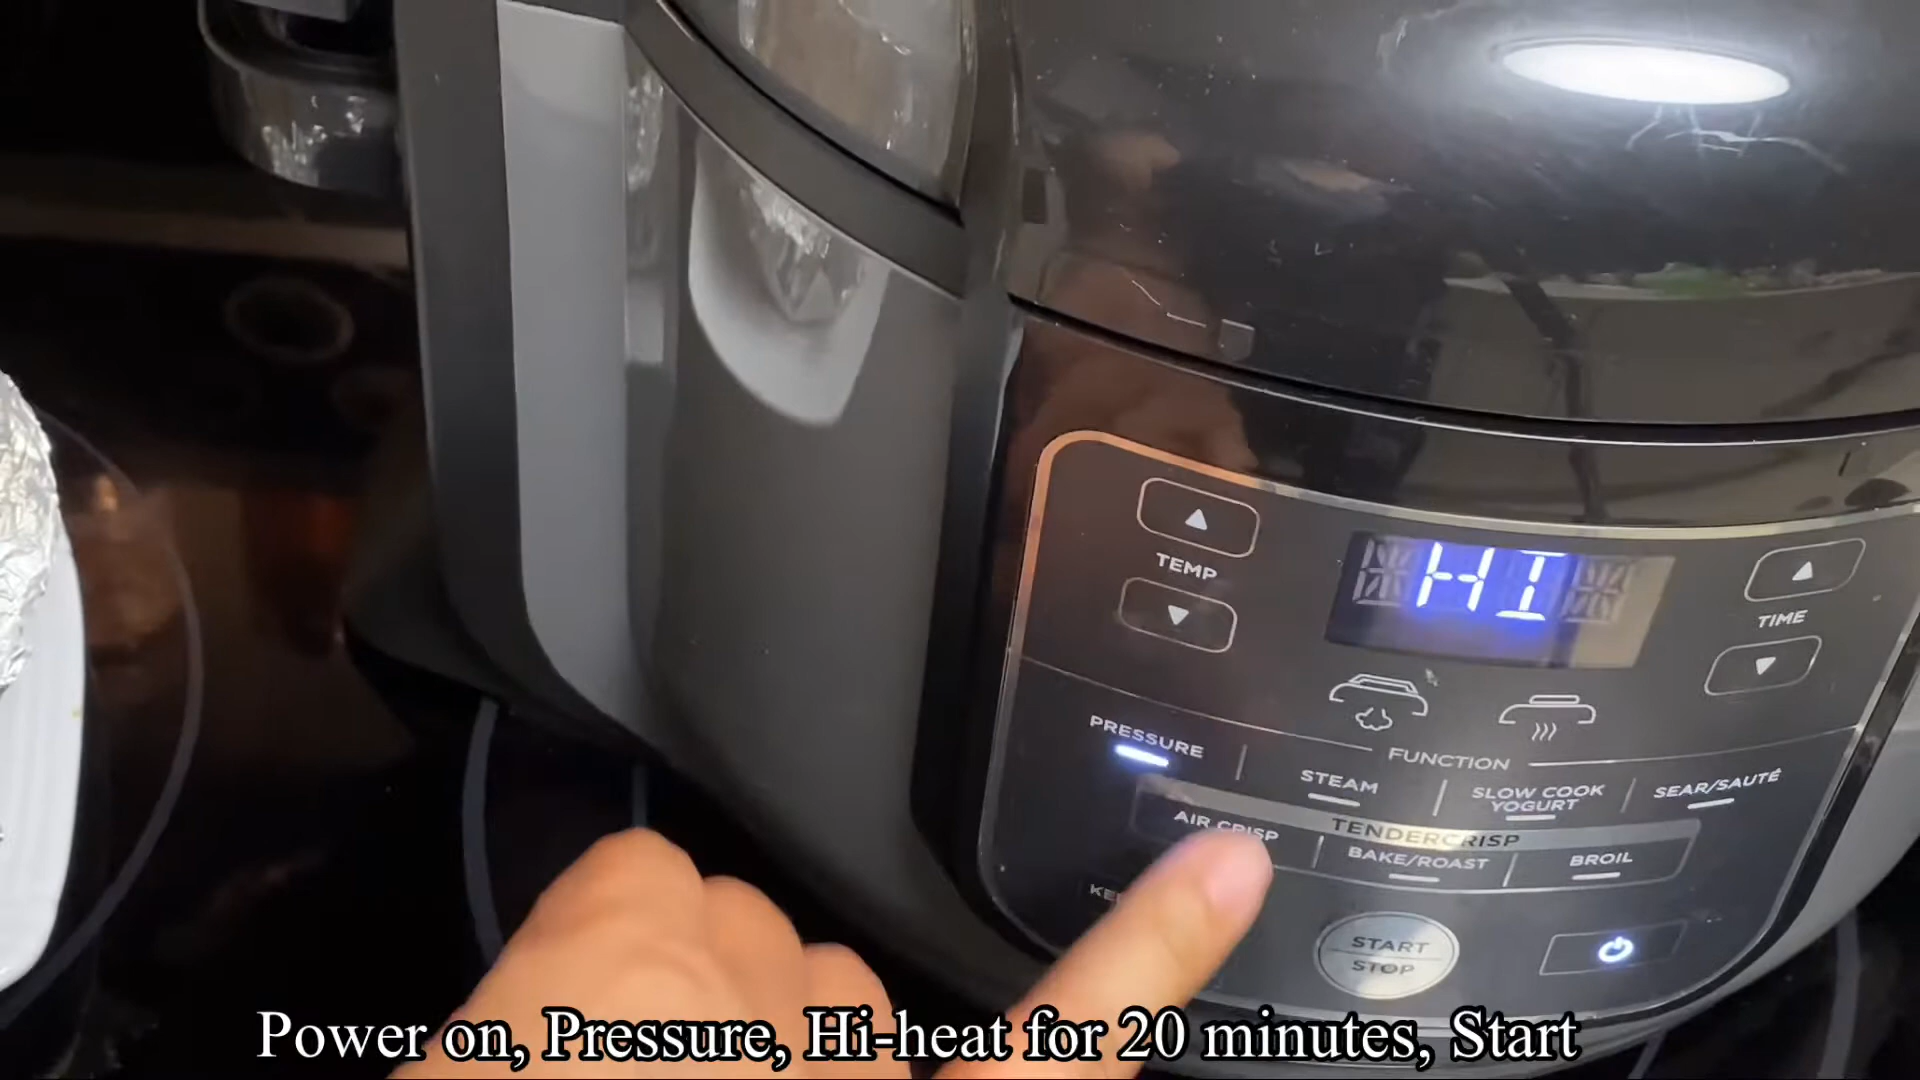 HI
TEMP
TIME
PRESSURE
FUNCTION
STEAM
SLOW COOK
YOGURT
SEAR/SAUTÉ
TENDERCRISP
AIR CRISP
BAKE/ROAST
BROIL
START
STOP
Power on, Pressure, Hi-heat for 20 minutes, Start